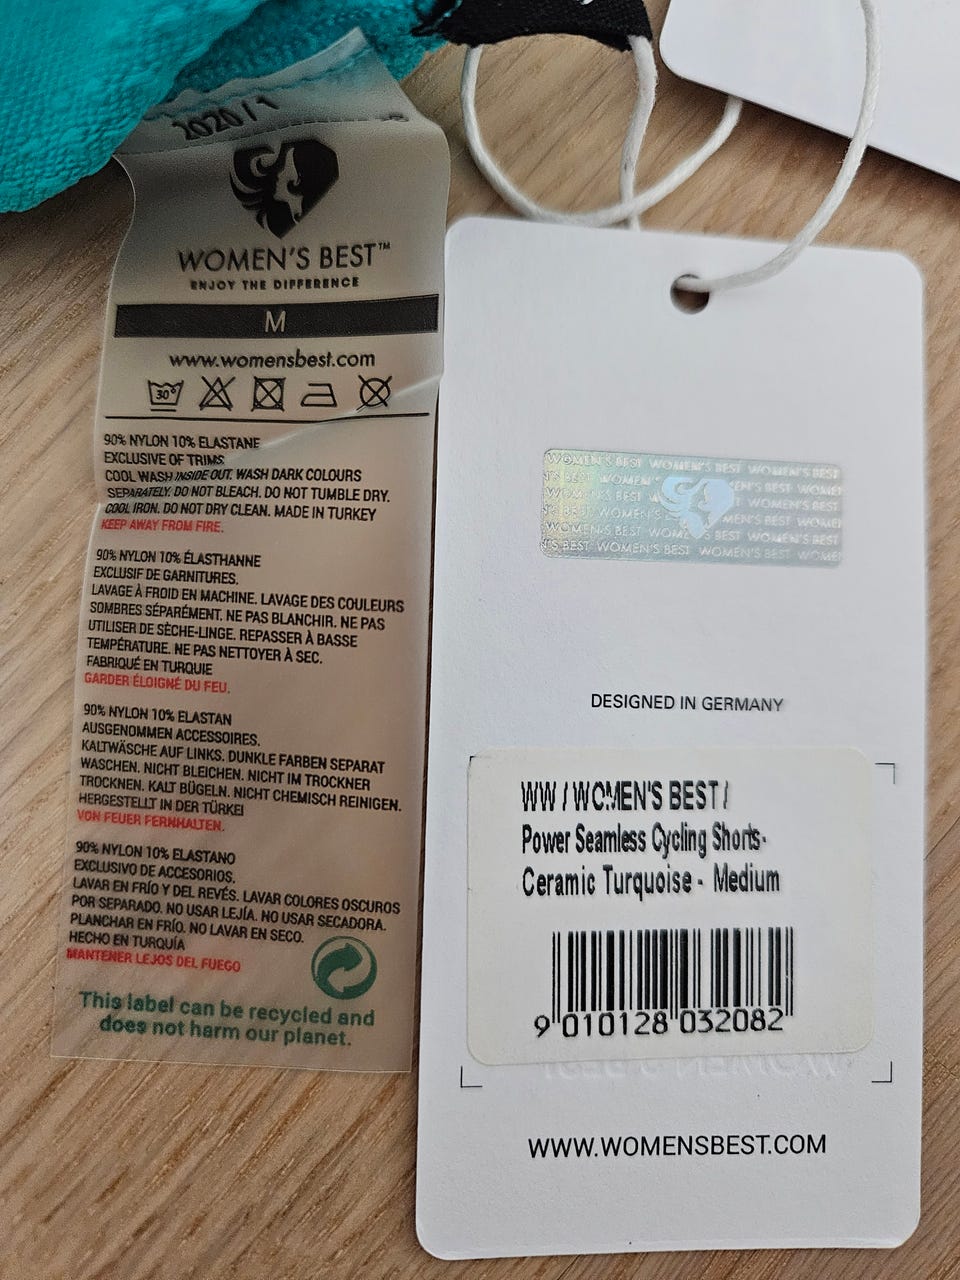 2020 / 1
WOMEN'S BEST™
ENJOY THE DIFFERENCE
M
www.womensbest.com
30°
90% NYLON 10% ELASTANE
EXCLUSIVE OF TRIMS.
COOL WASH INSIDE OUT. WASH DARK COLOURS
SEPARATELY. DO NOT BLEACH. DO NOT TUMBLE DRY.
COOL IRON. DO NOT DRY CLEAN. MADE IN TURKEY
KEEP AWAY FROM FIRE.
90% NYLON 10% ÉLASTHANNE
EXCLUSIF DE GARNITURES.
LAVAGE À FROID EN MACHINE. LAVAGE DES COULEURS
SOMBRES SÉPARÉMENT. NE PAS BLANCHIR. NE PAS
UTILISER DE SÈCHE-LINGE. REPASSER À BASSE
TEMPÉRATURE. NE PAS NETTOYER À SEC.
FABRIQUÉ EN TURQUIE
GARDER ÉLOIGNÉ DU FEU.
90% NYLON 10% ELASTAN
AUSGENOMMEN ACCESSOIRES.
KALTWÄSCHE AUF LINKS. DUNKLE FARBEN SEPARAT
WASCHEN. NICHT BLEICHEN. NICHT IM TROCKNER
TROCKNEN. KALT BÜGELN. NICHT CHEMISCH REINIGEN.
HERGESTELLT IN DER TÜRKEI
VON FEUER FERNHALTEN.
90% NYLON 10% ELASTANO
EXCLUSIVO DE ACCESORIOS.
LAVAR EN FRÍO Y DEL REVÉS. LAVAR COLORES OSCUROS
POR SEPARADO. NO USAR LEJÍA. NO USAR SECADORA.
PLANCHAR EN FRÍO. NO LAVAR EN SECO.
HECHO EN TURQUÍA
MANTENER LEJOS DEL FUEGO
This label can be recycled and
does not harm our planet.
WOMEN'S BEST WOMEN'S BEST WOMEN'S BEST
N'S BEST WOMEN'S BEST WOMEN'S BEST WOME
DESIGNED IN GERMANY
WW / WOMEN'S BEST /
Power Seamless Cycling Shorts-
Ceramic Turquoise - Medium
9 010128 032082
WWW.WOMENSBEST.COM